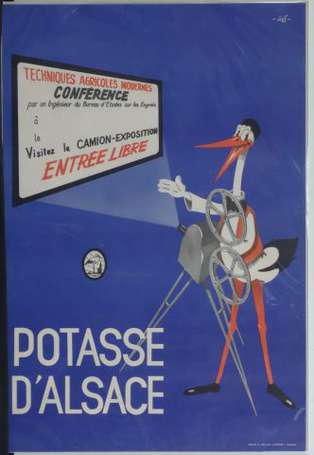 TECHNIQUES AGRICOLES MODERNES
CONFÉRENCE
par un Ingénieur du Bureau d'Etudes sur les Engrais
à
le
Visitez le CAMION-EXPOSITION
ENTRÉE LIBRE
POTASSE
D'ALSACE